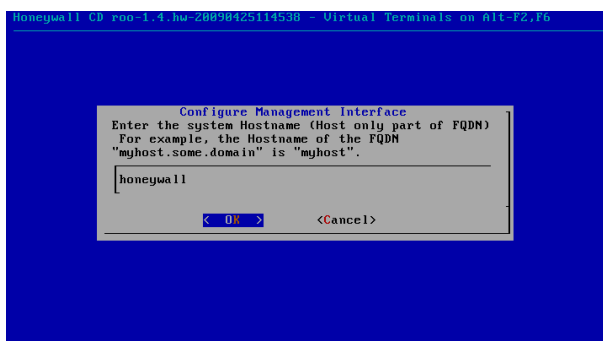 Honeywall CD roo-1.4.hw-20090425114538 - Virtual Terminals on Alt-F2,F6
Configure Management Interface
Enter the system Hostname (Host only part of FQDN)
For example, the Hostname of the FQDN
"myhost.some.domain" is "myhost".
honeywall
< OK > <Cancel>